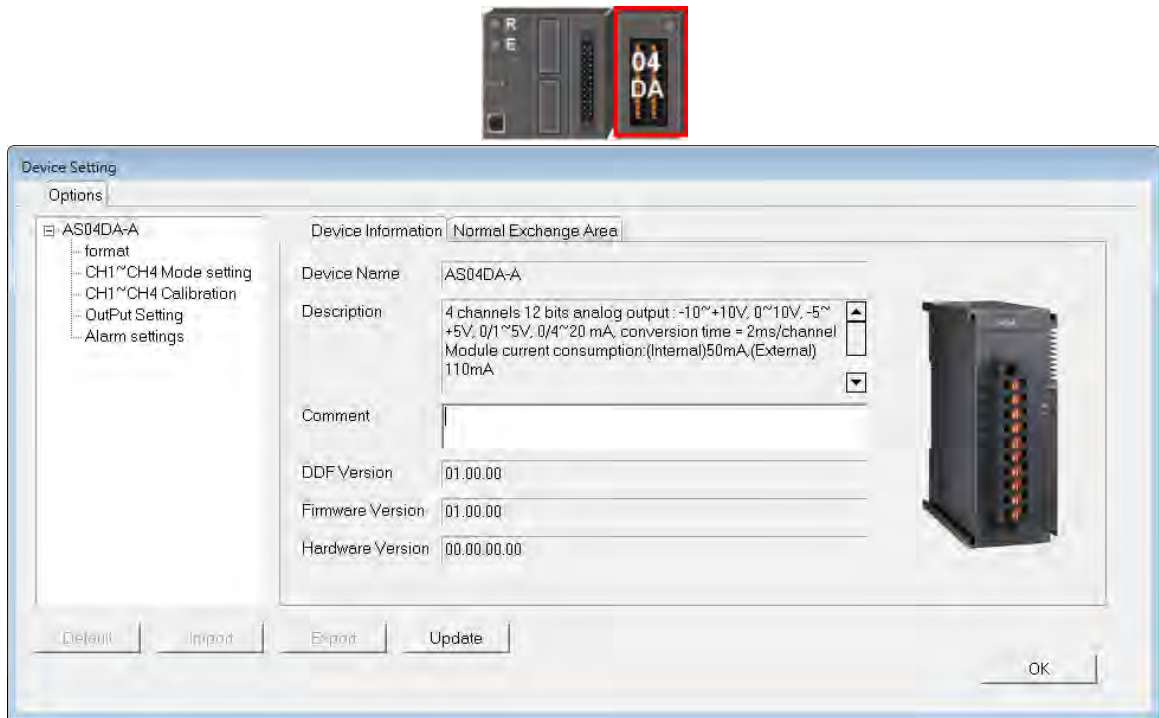 R
E
04
DA
Device Setting
Options
AS04DA-A
format
CH1~CH4 Mode setting
CH1~CH4 Calibration
OutPut Setting
Alarm settings
Device Information
Normal Exchange Area
Device Name
AS04DA-A
Description
4 channels 12 bits analog output : -10~+10V, 0~10V, -5~
+5V, 0/1~5V, 0/4~20 mA, conversion time = 2ms/channel
Module current consumption:(Internal)50mA,(External)
110mA
Comment
DDF Version
01.00.00
Firmware Version
01.00.00
Hardware Version
00.00.00.00
Default
Import
Export
Update
OK